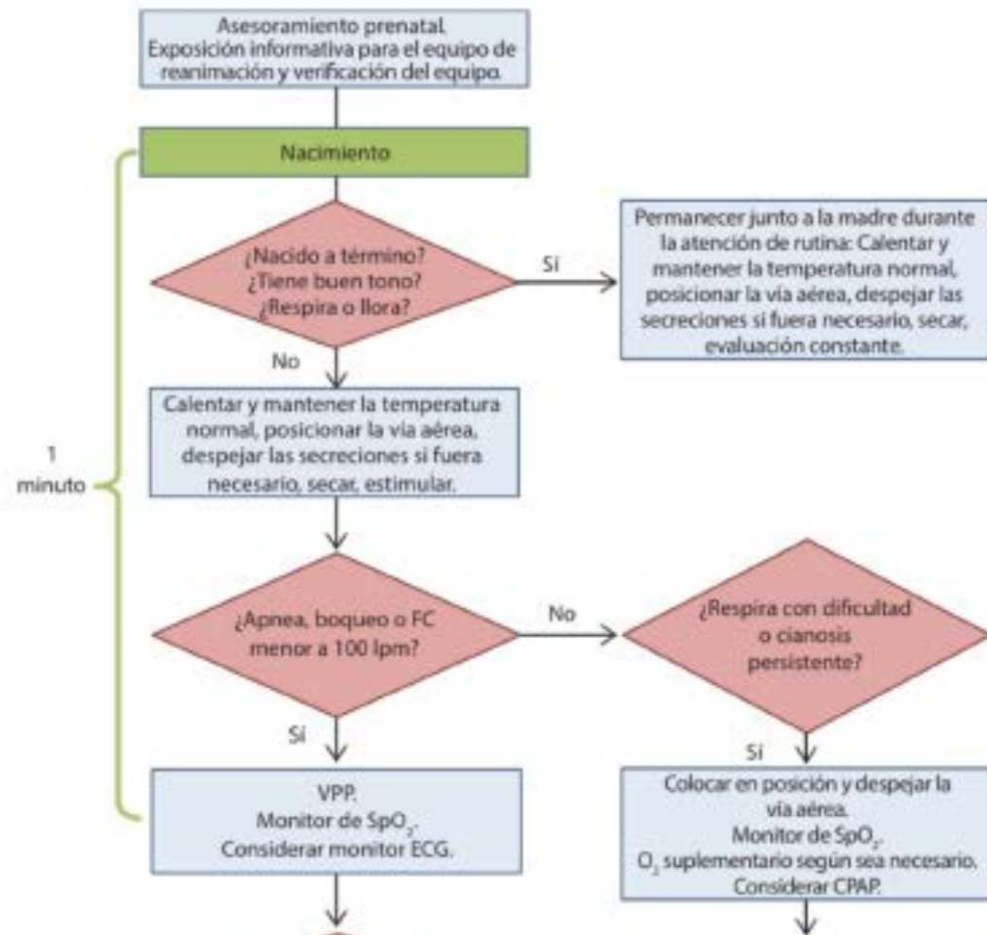 Asesoramiento prenatal.
Exposición informativa para el equipo de
reanimación y verificación del equipo.
Nacimiento
¿Nacido a término?
¿Tiene buen tono?
¿Respira o llora?
Sí
Permanecer junto a la madre durante
la atención de rutina: Calentar y
mantener la temperatura normal,
posicionar la vía aérea, despejar las
secreciones si fuera necesario, secar,
evaluación constante.
No
Calentar y mantener la temperatura
normal, posicionar la vía aérea,
despejar las secreciones si fuera
necesario, secar, estimular.
1
minuto
¿Apnea, boqueo o FC
menor a 100 lpm?
No
¿Respira con dificultad
o cianosis
persistente?
Sí
VPP.
Monitor de SpO₂.
Considerar monitor ECG.
Sí
Colocar en posición y despejar la
vía aérea.
Monitor de SpO₂.
O₂ suplementario según sea necesario.
Considerar CPAP.